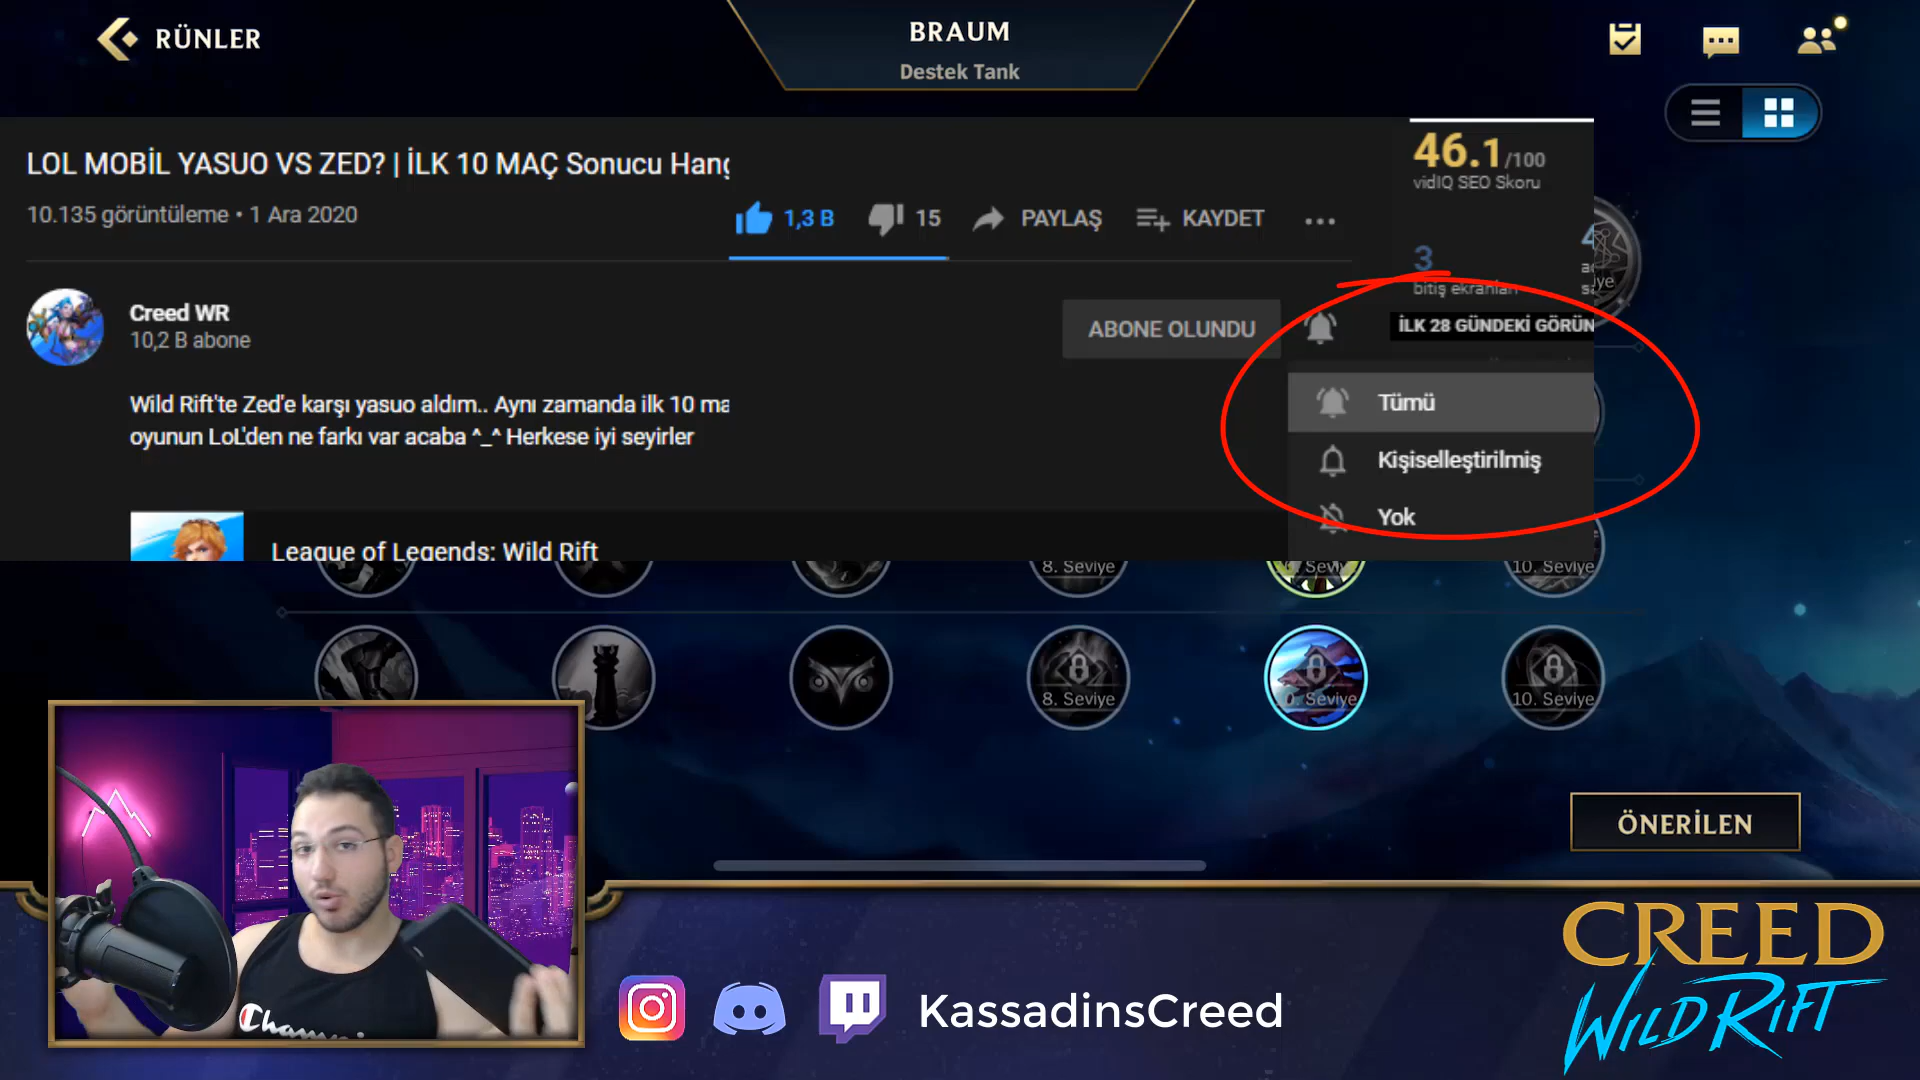 RÜNLER
BRAUM
Destek Tank
LOL MOBİL YASUO VS ZED? | İLK 10 MAÇ Sonucu Hang
10.135 görüntüleme • 1 Ara 2020
1,3 B
15
PAYLAŞ
KAYDET
46.1/100
vidIQ SEO Skoru
3
bitiş ekranları
Creed WR
10,2 B abone
ABONE OLUNDU
İLK 28 GÜNDEKİ GÖRÜN
Tümü
Kişiselleştirilmiş
Yok
Wild Rift'te Zed'e karşı yasuo aldım.. Aynı zamanda ilk 10 ma
oyunun LoL'den ne farkı var acaba ^_^ Herkese iyi seyirler
League of Legends: Wild Rift
8. Seviye
Seviye
10. Seviye
8. Seviye
Seviye
10. Seviye
ÖNERİLEN
Champion
KassadinsCreed
CREED
WILD RIFT